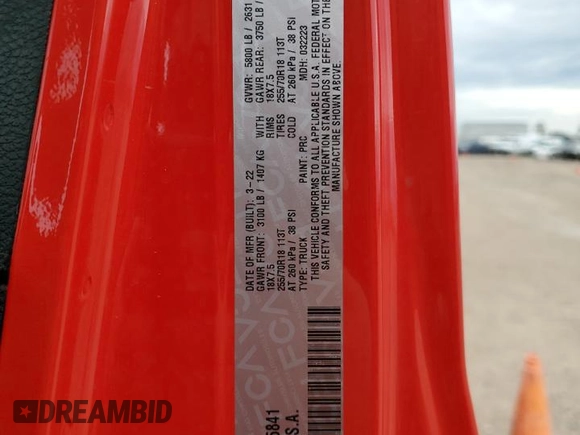 DATE OF MFR (BUILT): 3-22 GVWR: 5800 LB / 2631
GAWR FRONT: 3100 LB / 1407 KG WITH GAWR REAR: 3750 LB /
18X7.5 RIMS 18X7.5
255/70R18 113T TIRES 255/70R18 113T
AT 260 kPa / 38 PSI COLD AT 260 kPa / 38 PSI
TYPE: TRUCK PAINT: PRC MDH: 032223
THIS VEHICLE CONFORMS TO ALL APPLICABLE U.S.A. FEDERAL MOT
SAFETY AND THEFT PREVENTION STANDARDS IN EFFECT ON THE
MANUFACTURE SHOWN ABOVE.
5841
S.A.
DREAMBID